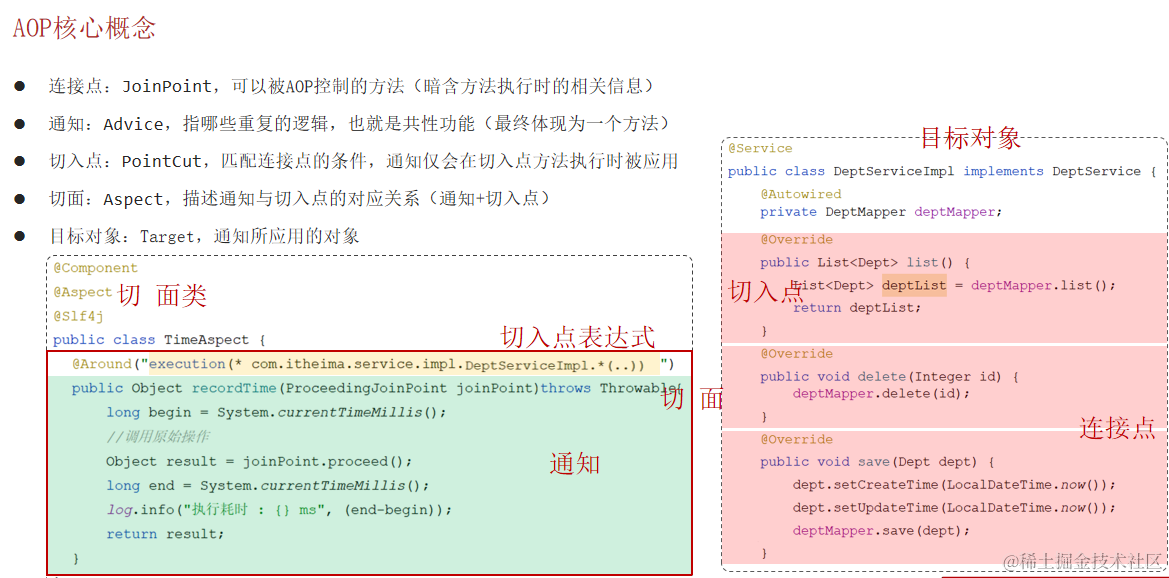 AOP核心概念
● 连接点：JoinPoint，可以被AOP控制的方法（暗含方法执行时的相关信息）
● 通知：Advice，指哪些重复的逻辑，也就是共性功能（最终体现为一个方法）
● 切入点：PointCut，匹配连接点的条件，通知仅会在切入点方法执行时被应用
● 切面：Aspect，描述通知与切入点的对应关系（通知+切入点）
● 目标对象：Target，通知所应用的对象
@Component
@Aspect 切 面类
@Slf4j
public class TimeAspect {
切入点表达式
@Around("execution(* com.itheima.service.impl.DeptServiceImpl.*(..)) ")
public Object recordTime(ProceedingJoinPoint joinPoint)throws Throwable{
切 面
long begin = System.currentTimeMillis();
//调用原始操作
Object result = joinPoint.proceed();
通知
long end = System.currentTimeMillis();
log.info("执行耗时 : {} ms", (end-begin));
return result;
}
目标对象
@Service
public class DeptServiceImpl implements DeptService {
@Autowired
private DeptMapper deptMapper;
@Override
public List<Dept> list() {
切入点
List<Dept> deptList = deptMapper.list();
return deptList;
}
@Override
public void delete(Integer id) {
deptMapper.delete(id);
}
连接点
@Override
public void save(Dept dept) {
dept.setCreateTime(LocalDateTime.now());
dept.setUpdateTime(LocalDateTime.now());
deptMapper.save(dept);
}
@稀土掘金技术社区